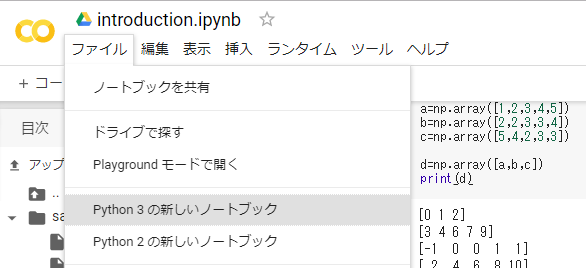 introduction.ipynb
ファイル 編集 表示 挿入 ランタイム ツール ヘルプ
+ コー
ノートブックを共有
目次
ドライブで探す
アップ
Playground モードで開く
..
Python 3 の新しいノートブック
sa
Python 2 の新しいノートブック
a=np.array([1,2,3,4,5])
b=np.array([2,2,3,3,4])
c=np.array([5,4,2,3,3])
d=np.array([a,b,c])
print(d)
[0 1 2]
[3 4 6 7 9]
[-1 0 0 1 1]
[ 2 4 6 8 10]